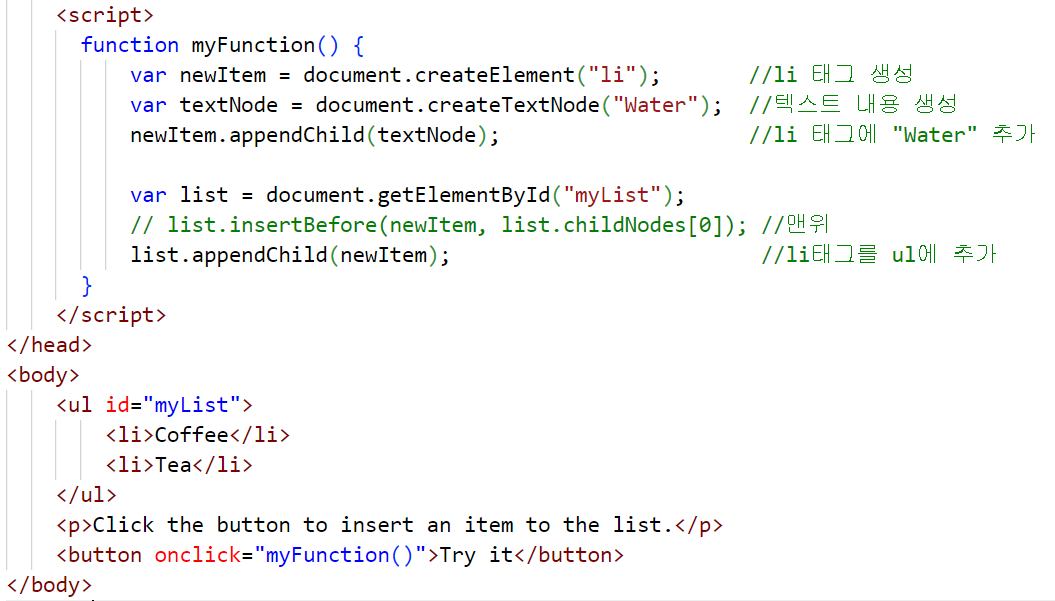 <script>
function myFunction() {
var newItem = document.createElement("li"); //li 태그 생성
var textNode = document.createTextNode("Water"); //텍스트 내용 생성
newItem.appendChild(textNode); //li 태그에 "Water" 추가
var list = document.getElementById("myList");
// list.insertBefore(newItem, list.childNodes[0]); //맨위
list.appendChild(newItem); //li태그를 ul에 추가
}
</script>
</head>
<body>
<ul id="myList">
<li>Coffee</li>
<li>Tea</li>
</ul>
<p>Click the button to insert an item to the list.</p>
<button onclick="myFunction()">Try it</button>
</body>